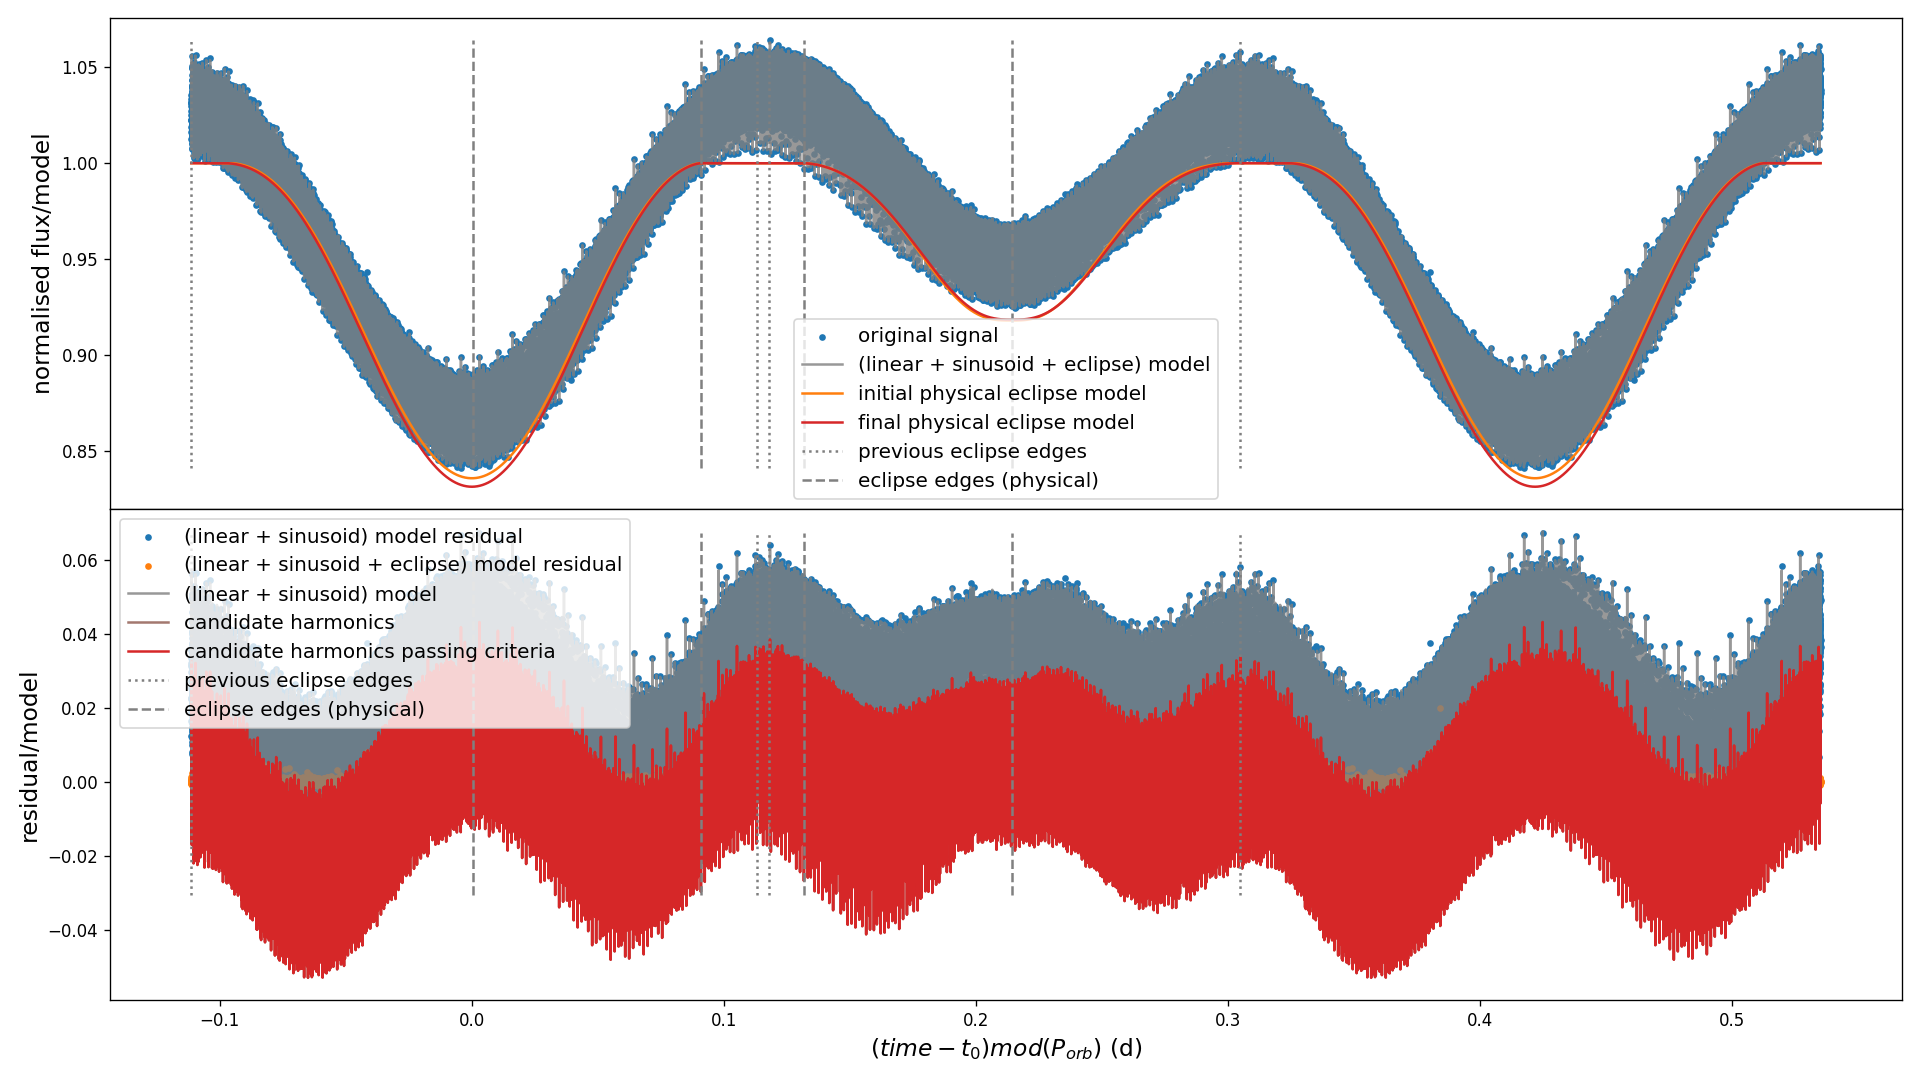 normalised flux/model
1.05
1.00
0.95
0.90
0.85
original signal
(linear + sinusoid + eclipse) model
initial physical eclipse model
final physical eclipse model
previous eclipse edges
eclipse edges (physical)
residual/model
0.06
0.04
0.02
0.00
−0.02
−0.04
(linear + sinusoid) model residual
(linear + sinusoid + eclipse) model residual
(linear + sinusoid) model
candidate harmonics
candidate harmonics passing criteria
previous eclipse edges
eclipse edges (physical)
−0.1 0.0 0.1 0.2 0.3 0.4 0.5
(time − t₀)mod(Pₒᵣb) (d)